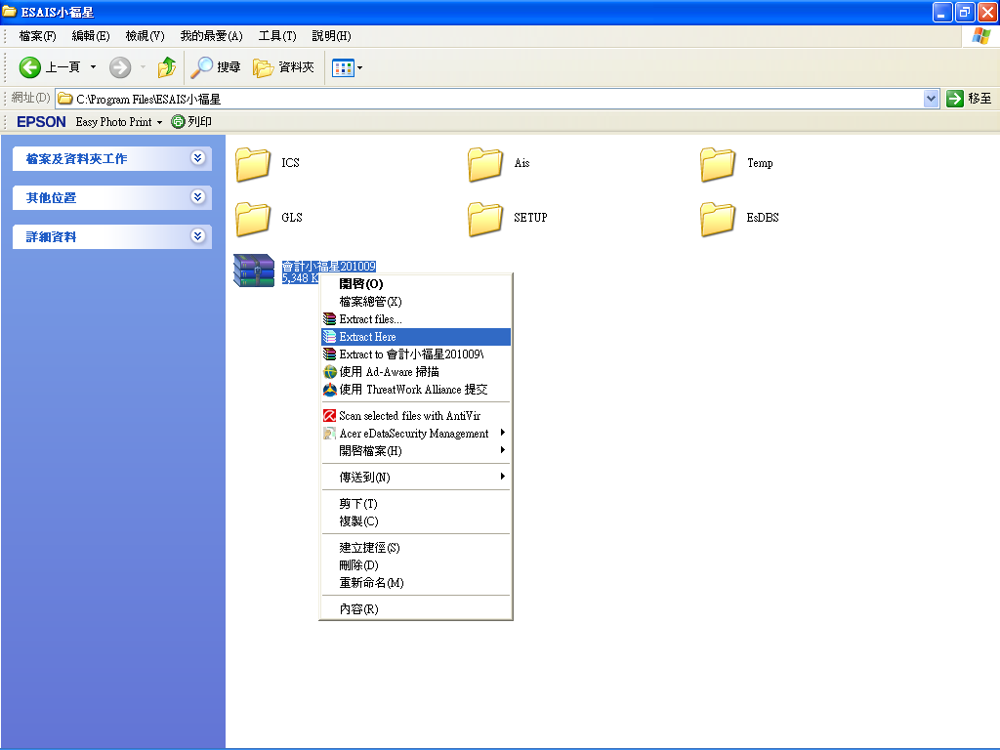 ESAIS小福星
檔案(F) 編輯(E) 檢視(V) 我的最愛(A) 工具(T) 說明(H)
上一頁 搜尋 資料夾
網址(D) C:\Program Files\ESAIS小福星 移至
EPSON Easy Photo Print 列印
檔案及資料夾工作
其他位置
詳細資料
ICS Ais Temp
GLS SETUP EsDBS
會計小福星201009
5,348 K
開啓(O)
檔案總管(X)
Extract files...
Extract Here
Extract to 會計小福星201009\
使用 Ad-Aware 掃描
使用 ThreatWork Alliance 提交
Scan selected files with AntiVir
Acer eDataSecurity Management
開啓檔案(H)
傳送到(N)
剪下(T)
複製(C)
建立捷徑(S)
刪除(D)
重新命名(M)
內容(R)